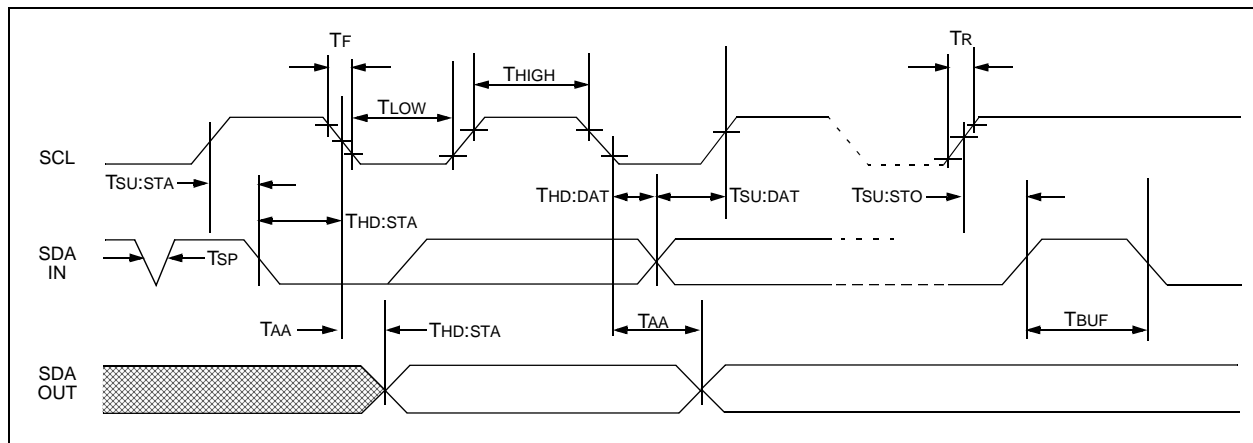 TF
TR
THIGH
TLOW
SCL
TSU:STA
THD:DAT
TSU:DAT
TSU:STO
THD:STA
SDA
IN
TSP
TAA
THD:STA
TAA
TBUF
SDA
OUT